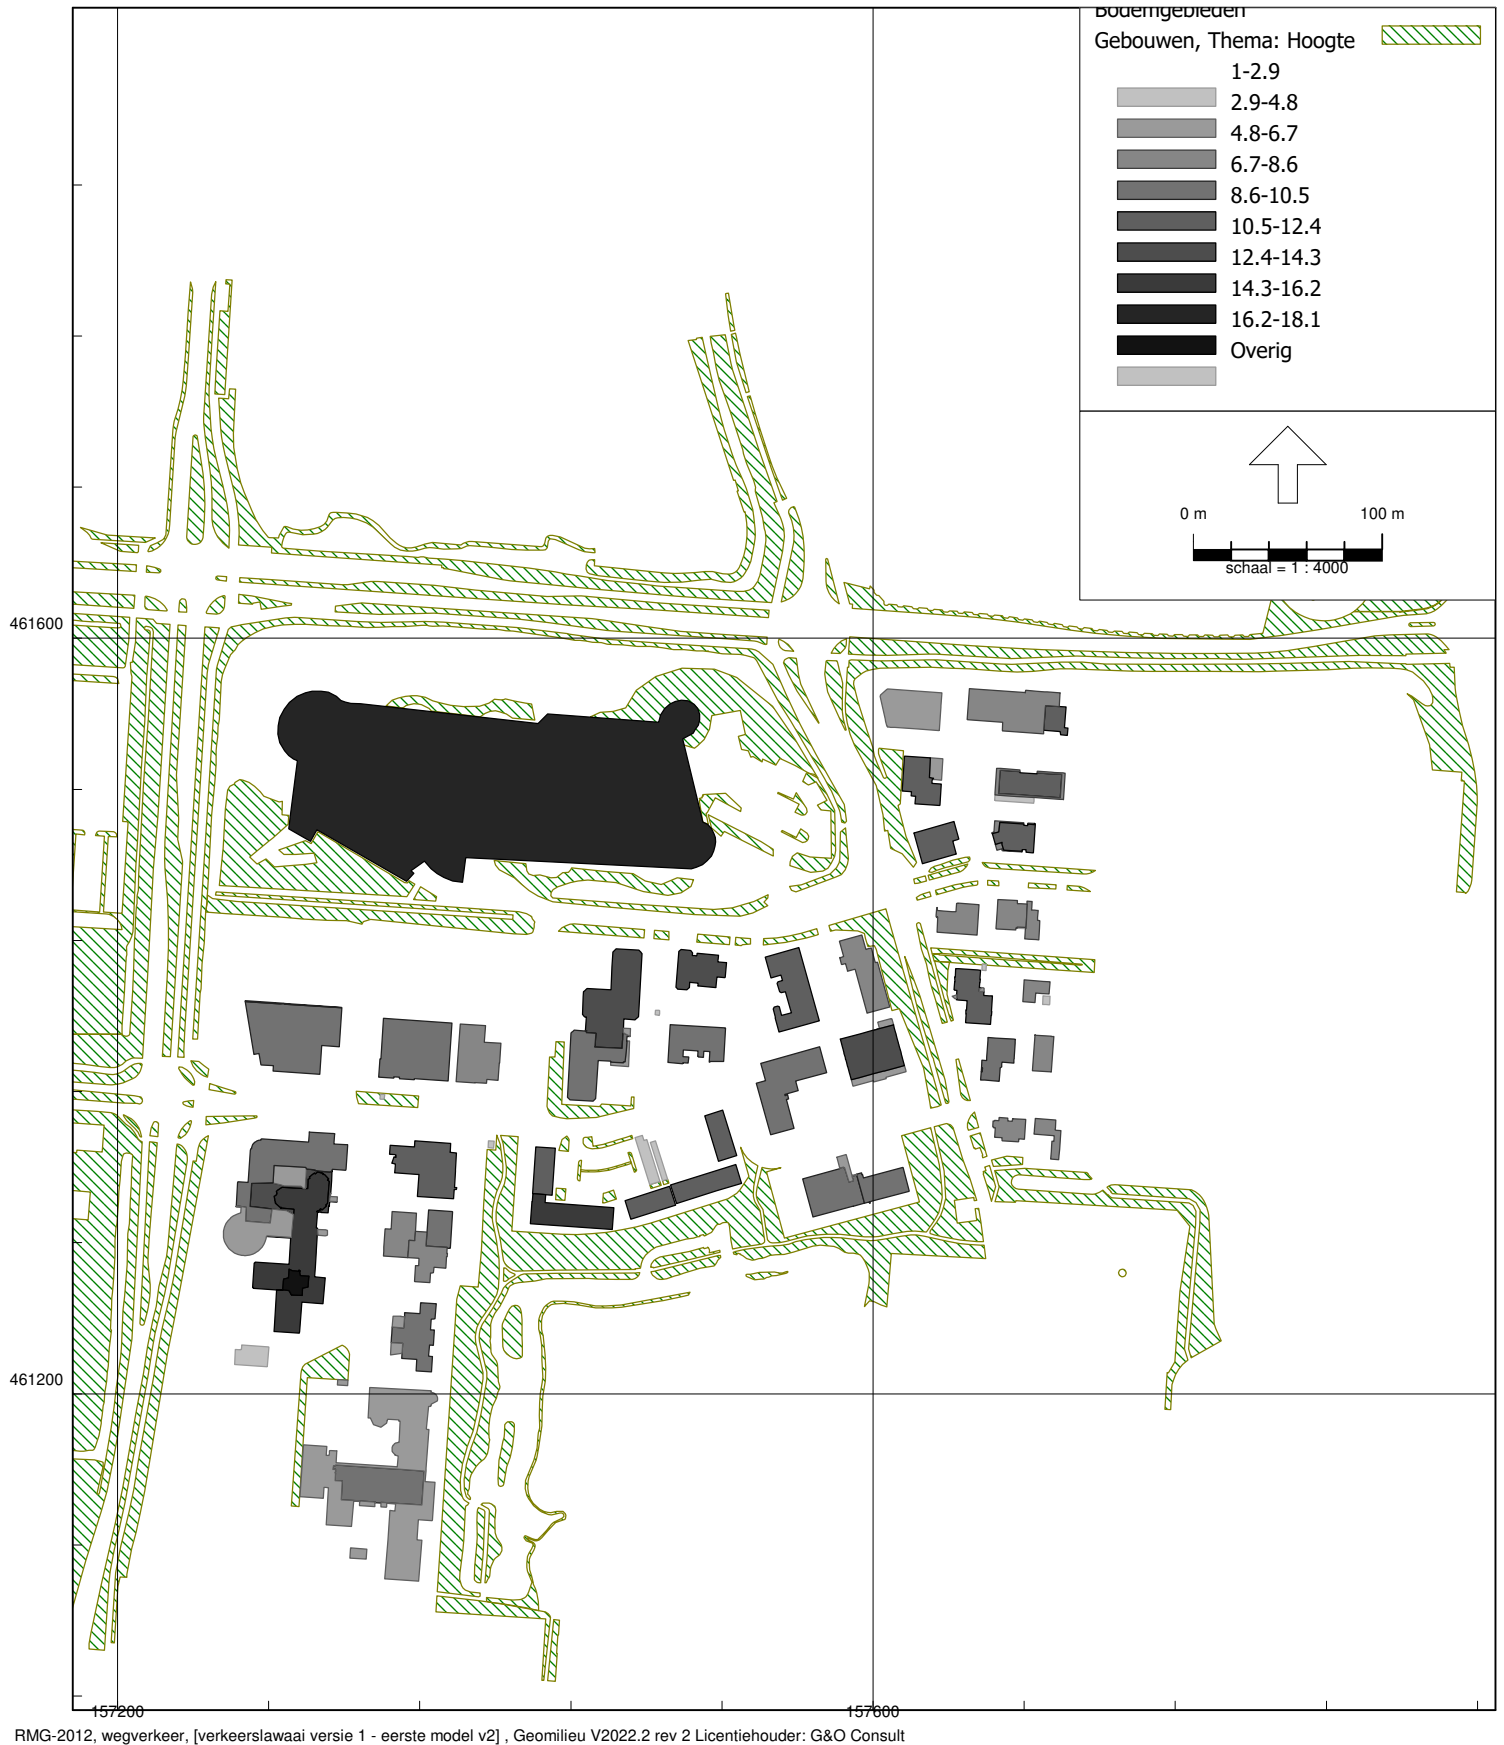 Bodemgebieden
Gebouwen, Thema: Hoogte
1-2.9
2.9-4.8
4.8-6.7
6.7-8.6
8.6-10.5
10.5-12.4
12.4-14.3
14.3-16.2
16.2-18.1
Overig
0 m 100 m
schaal = 1 : 4000
461600
461200
157200 157600
RMG-2012, wegverkeer, [verkeerslawaai versie 1 - eerste model v2] , Geomilieu V2022.2 rev 2 Licentiehouder: G&O Consult